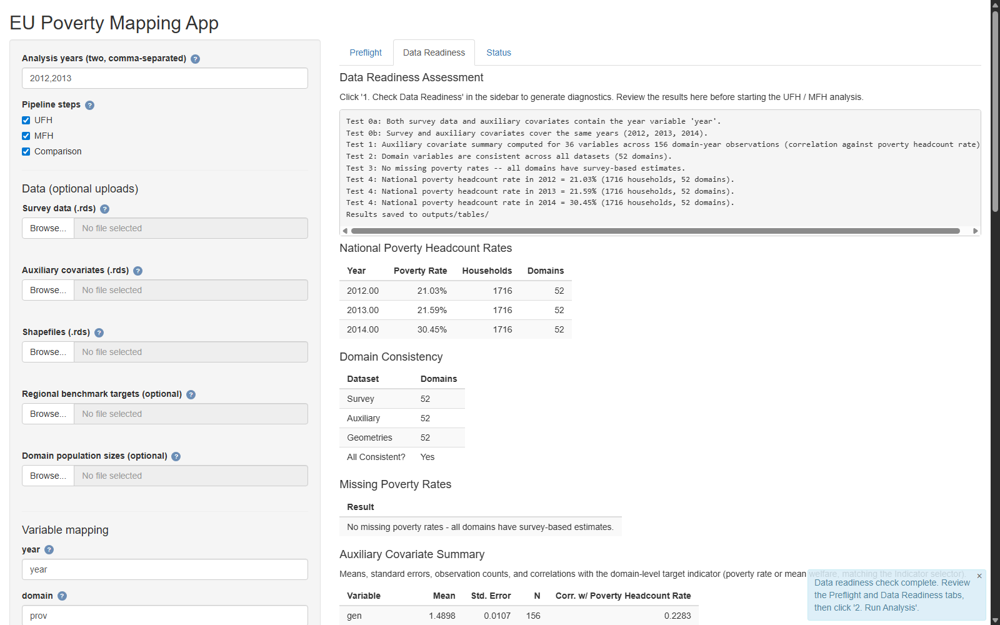 EU Poverty Mapping App
Analysis years (two, comma-separated) ?
2012,2013
Pipeline steps ?
UFH
MFH
Comparison
Data (optional uploads)
Survey data (.rds) ?
Browse... No file selected
Auxiliary covariates (.rds) ?
Browse... No file selected
Shapefiles (.rds) ?
Browse... No file selected
Regional benchmark targets (optional) ?
Browse... No file selected
Domain population sizes (optional) ?
Browse... No file selected
Variable mapping
year ?
year
domain ?
prov
Preflight Data Readiness Status
Data Readiness Assessment
Click '1. Check Data Readiness' in the sidebar to generate diagnostics. Review the results here before starting the UFH / MFH analysis.
Test 0a: Both survey data and auxiliary covariates contain the year variable 'year'.
Test 0b: Survey and auxiliary covariates cover the same years (2012, 2013, 2014).
Test 1: Auxiliary covariate summary computed for 36 variables across 156 domain-year observations (correlation against poverty headcount rate)
Test 2: Domain variables are consistent across all datasets (52 domains).
Test 3: No missing poverty rates -- all domains have survey-based estimates.
Test 4: National poverty headcount rate in 2012 = 21.03% (1716 households, 52 domains).
Test 4: National poverty headcount rate in 2013 = 21.59% (1716 households, 52 domains).
Test 4: National poverty headcount rate in 2014 = 30.45% (1716 households, 52 domains).
Results saved to outputs/tables/
National Poverty Headcount Rates
Year Poverty Rate Households Domains
2012.00 21.03% 1716 52
2013.00 21.59% 1716 52
2014.00 30.45% 1716 52
Domain Consistency
Dataset Domains
Survey 52
Auxiliary 52
Geometries 52
All Consistent? Yes
Missing Poverty Rates
Result
No missing poverty rates - all domains have survey-based estimates.
Auxiliary Covariate Summary
Means, standard errors, observation counts, and correlations with the domain-level target indicator (poverty rate or mean welfare, matching the Indicator selector).
Variable Mean Std. Error N Corr. w/ Poverty Headcount Rate
gen 1.4898 0.0107 156 0.2283
×
Data readiness check complete. Review
the Preflight and Data Readiness tabs,
then click '2. Run Analysis'.